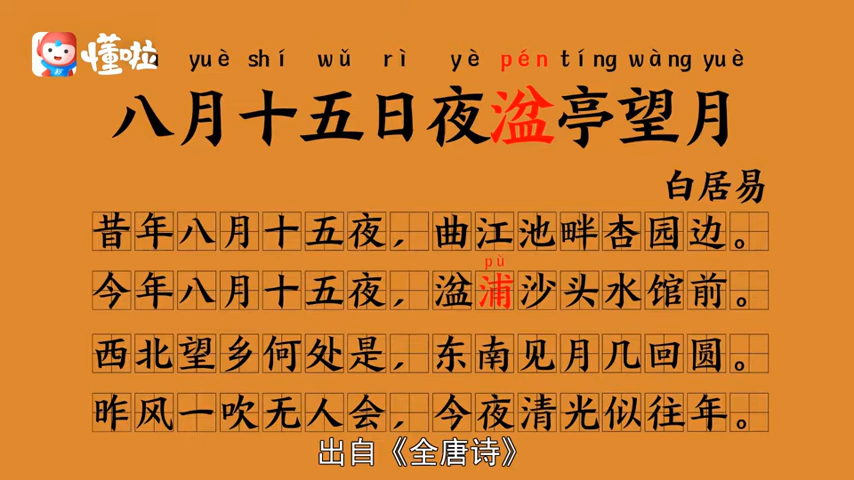 懂啦
yuè shí wǔ rì yè pén tíng wàng yuè
八月十五日夜湓亭望月
白居易
昔年八月十五夜，曲江池畔杏园边。
pù
今年八月十五夜，湓浦沙头水馆前。
西北望乡何处是，东南见月几回圆。
昨风一吹无人会，今夜清光似往年。
出自《全唐诗》